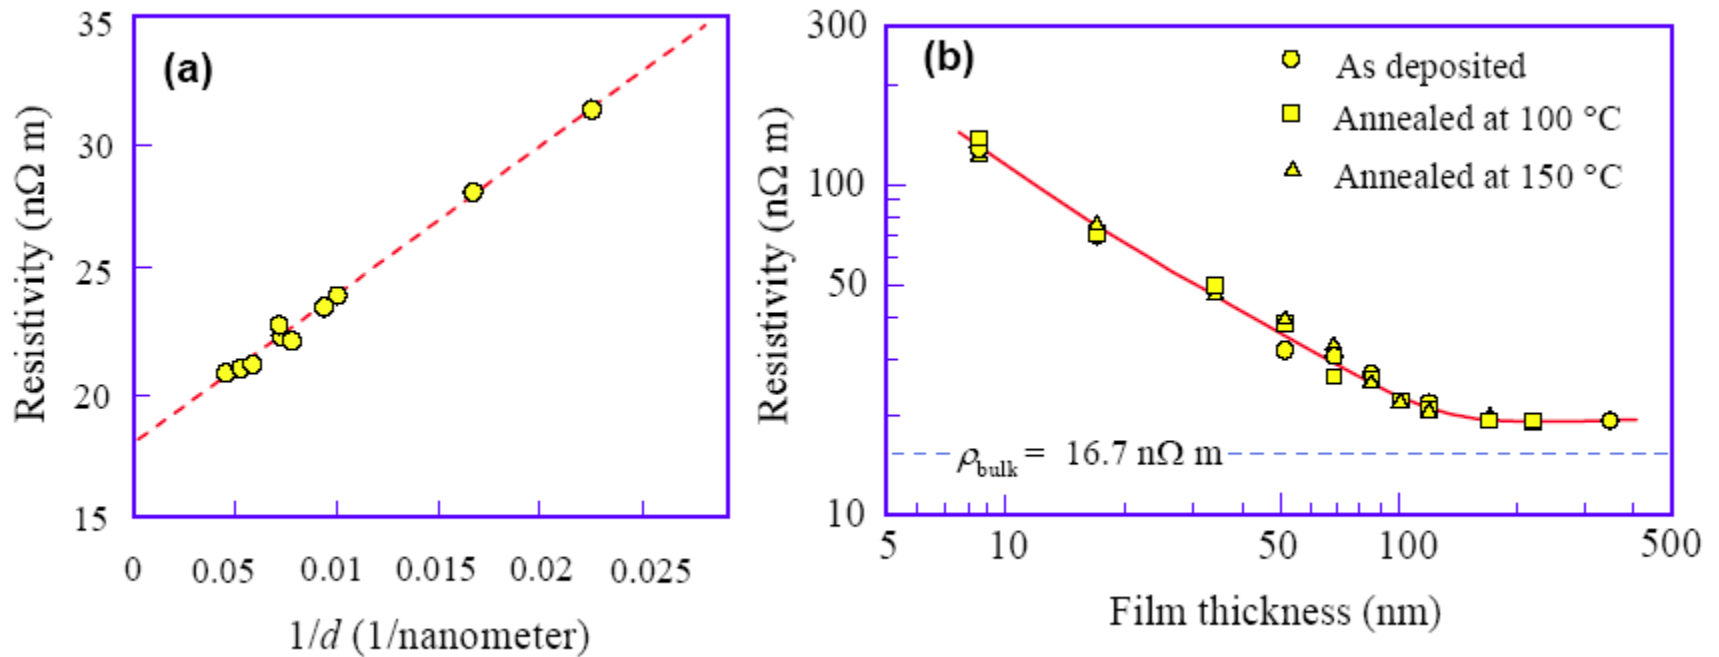 (a)
Resistivity (nΩ m)
35
30
25
20
15
0 0.05 0.01 0.015 0.02 0.025
1/d (1/nanometer)
(b)
As deposited
Annealed at 100 °C
Annealed at 150 °C
Resistivity (nΩ m)
300
100
50
10
ρbulk = 16.7 nΩ m
5 10 50 100 500
Film thickness (nm)